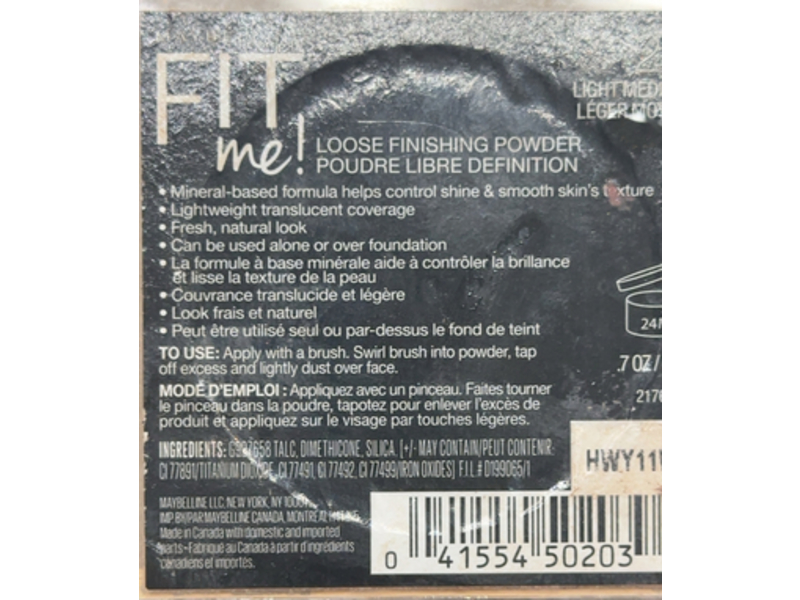 FIT
me!
LIGHT MED
LÉGER MO
LOOSE FINISHING POWDER
POUDRE LIBRE DEFINITION
• Mineral-based formula helps control shine & smooth skin's texture
• Lightweight translucent coverage
• Fresh, natural look
• Can be used alone or over foundation
• La formule à base minérale aide à contrôler la brillance
et lisse la texture de la peau
• Couvrance translucide et légère
• Look frais et naturel
• Peut être utilisé seul ou par-dessus le fond de teint
24M
TO USE: Apply with a brush. Swirl brush into powder, tap
off excess and lightly dust over face.
.7 OZ/
MODE D'EMPLOI : Appliquez avec un pinceau. Faites tourner
le pinceau dans la poudre, tapotez pour enlever l'excès de
produit et appliquez sur le visage par touches légères.
2176
INGREDIENTS: G997658 TALC, DIMETHICONE, SILICA. [+/- MAY CONTAIN/PEUT CONTENIR:
CI 77891/TITANIUM DIOXIDE, CI 77491, CI 77492, CI 77499/IRON OXIDES] F.I.L. # D199065/1
HWY11
MAYBELLINE LLC, NEW YORK, NY
IMP. BY/PAR MAYBELLINE CANADA, MONTREAL
Made in Canada with domestic and imported
parts-Fabriqué au Canada à partir d'ingrédients
canadiens et importés.
0 41554 50203